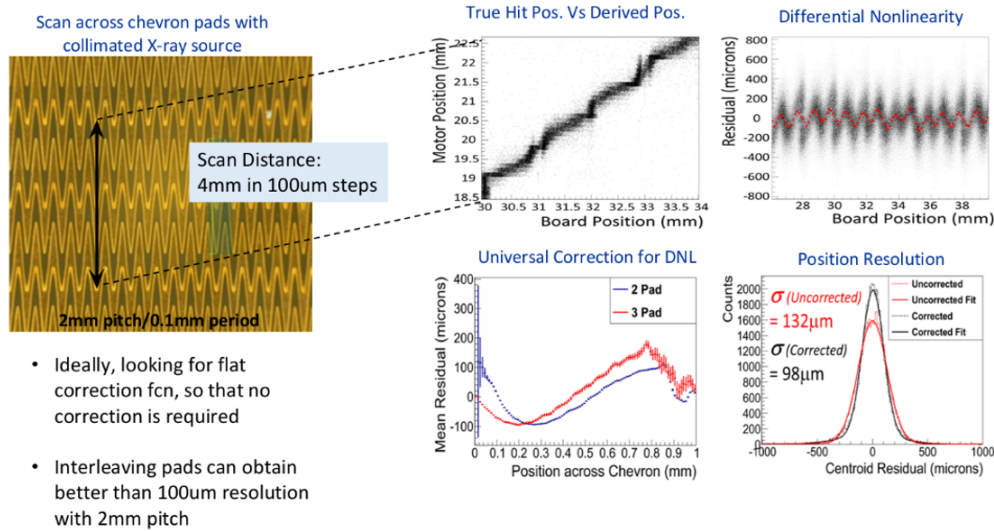 Scan across chevron pads with
collimated X-ray source
Scan Distance:
4mm in 100um steps
2mm pitch/0.1mm period
• Ideally, looking for flat
correction fcn, so that no
correction is required
• Interleaving pads can obtain
better than 100um resolution
with 2mm pitch
True Hit Pos. Vs Derived Pos.
Motor Position (mm)
22.5
22
21.5
21
20.5
20
19.5
19
18.5
30 30.5 31 31.5 32 32.5 33 33.5 34
Board Position (mm)
Differential Nonlinearity
Residual (microns)
800
600
400
200
0
-200
-400
-600
-800
28 30 32 34 36 38
Board Position (mm)
Universal Correction for DNL
Mean Residual (microns)
400
300
200
100
0
-100
2 Pad
3 Pad
0 0.1 0.2 0.3 0.4 0.5 0.6 0.7 0.8 0.9 1
Position across Chevron (mm)
Position Resolution
Counts
2000
1800
1600
1400
1200
1000
800
600
400
200
0
σ (Uncorrected)
= 132μm
σ (Corrected)
= 98μm
Uncorrected
Uncorrected Fit
Corrected
Corrected Fit
-1000 -500 0 500 1000
Centroid Residual (microns)